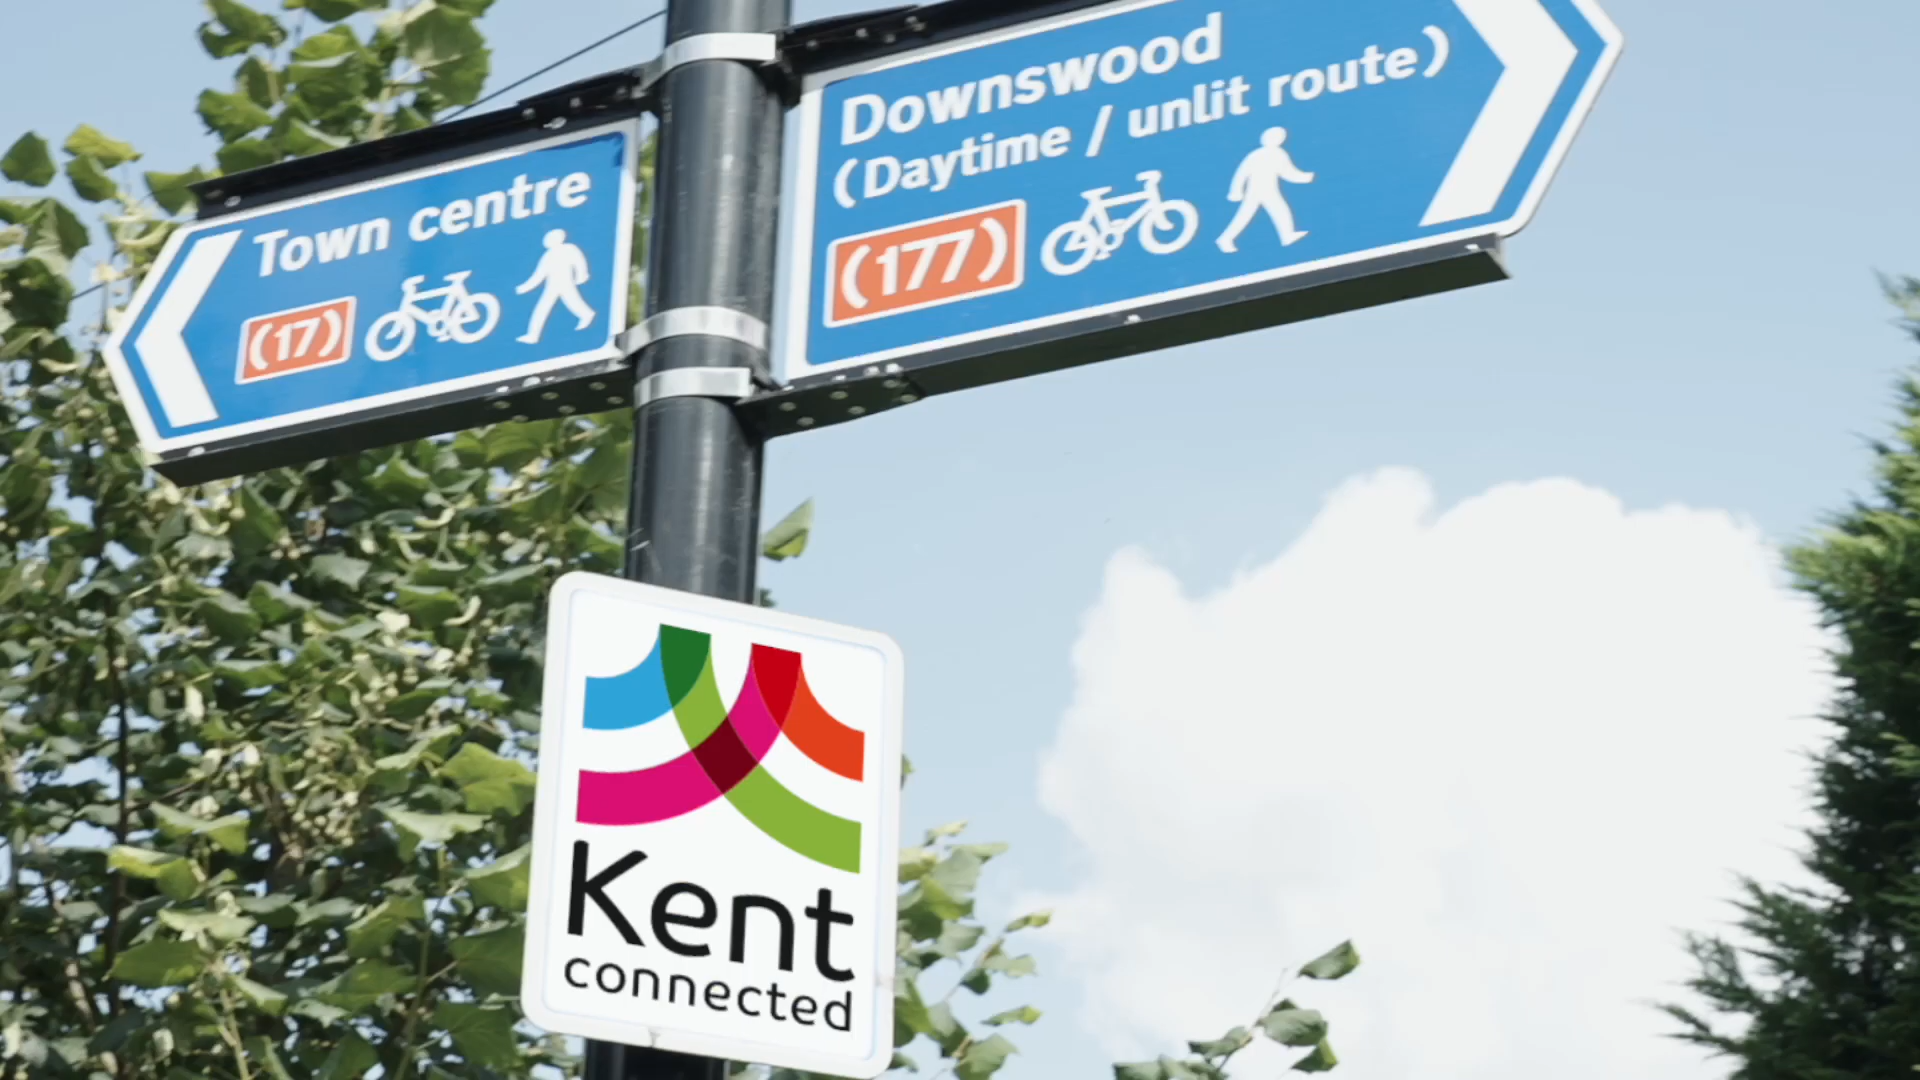 Town centre
(17)
Downswood
(Daytime / unlit route)
(177)
Kent
connected